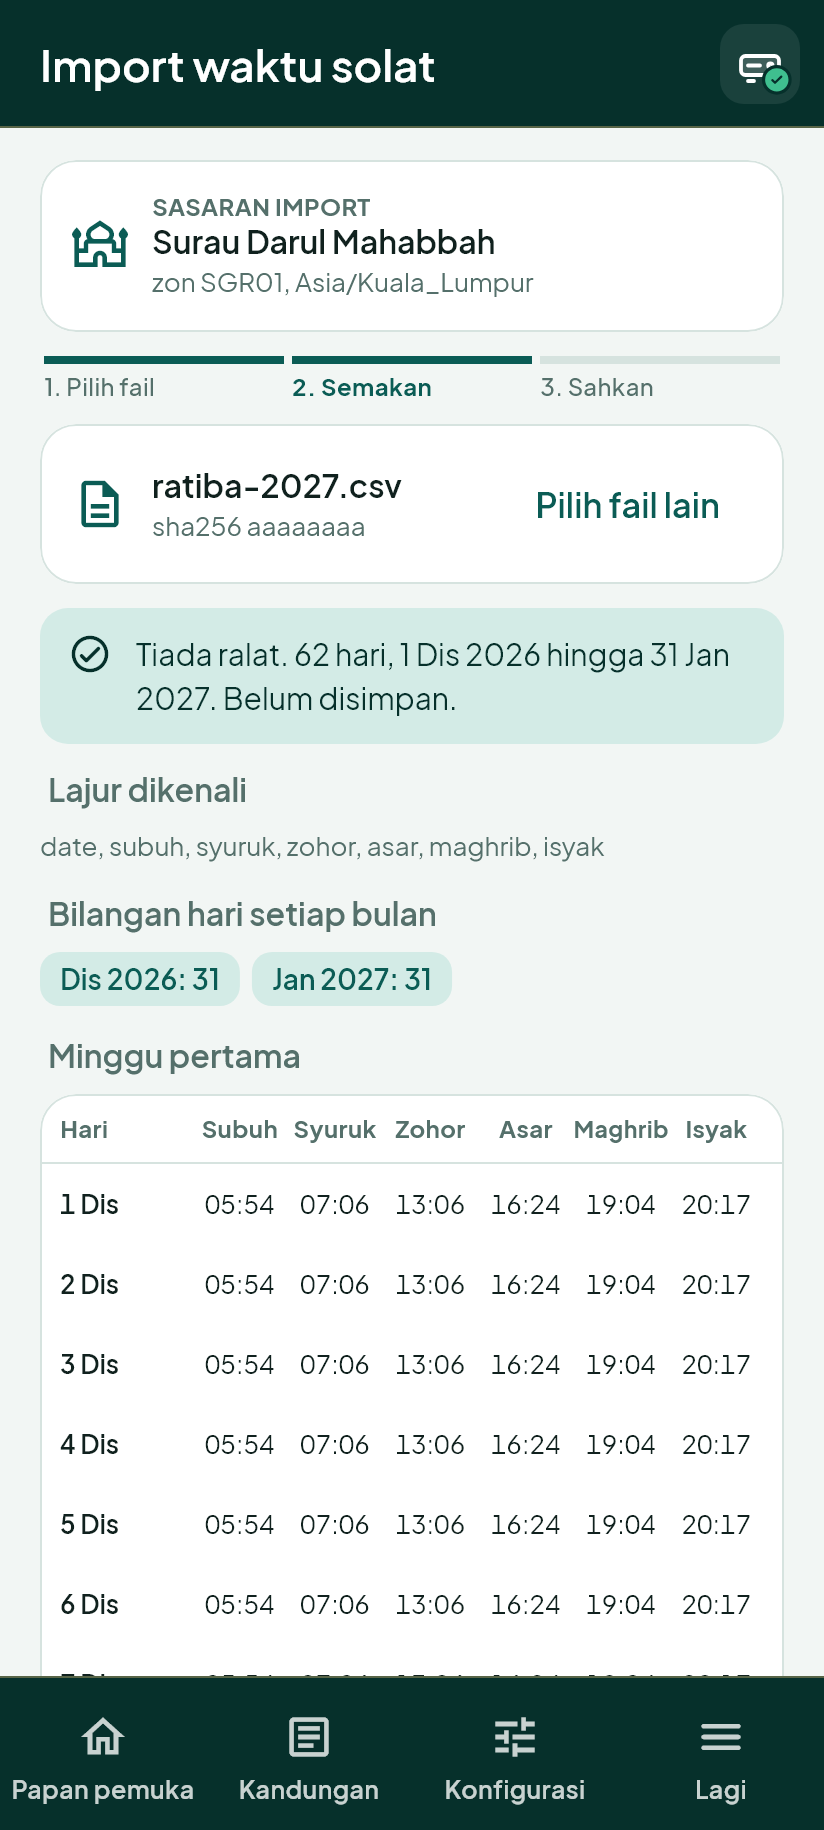 Import waktu solat
SASARAN IMPORT
Surau Darul Mahabbah
zon SGR01, Asia/Kuala_Lumpur
1. Pilih fail
2. Semakan
3. Sahkan
ratiba-2027.csv
sha256 aaaaaaaa
Pilih fail lain
Tiada ralat. 62 hari, 1 Dis 2026 hingga 31 Jan
2027. Belum disimpan.
Lajur dikenali
date, subuh, syuruk, zohor, asar, maghrib, isyak
Bilangan hari setiap bulan
Dis 2026: 31 Jan 2027: 31
Minggu pertama
Hari Subuh Syuruk Zohor Asar Maghrib Isyak
1 Dis 05:54 07:06 13:06 16:24 19:04 20:17
2 Dis 05:54 07:06 13:06 16:24 19:04 20:17
3 Dis 05:54 07:06 13:06 16:24 19:04 20:17
4 Dis 05:54 07:06 13:06 16:24 19:04 20:17
5 Dis 05:54 07:06 13:06 16:24 19:04 20:17
6 Dis 05:54 07:06 13:06 16:24 19:04 20:17
Papan pemuka Kandungan Konfigurasi Lagi